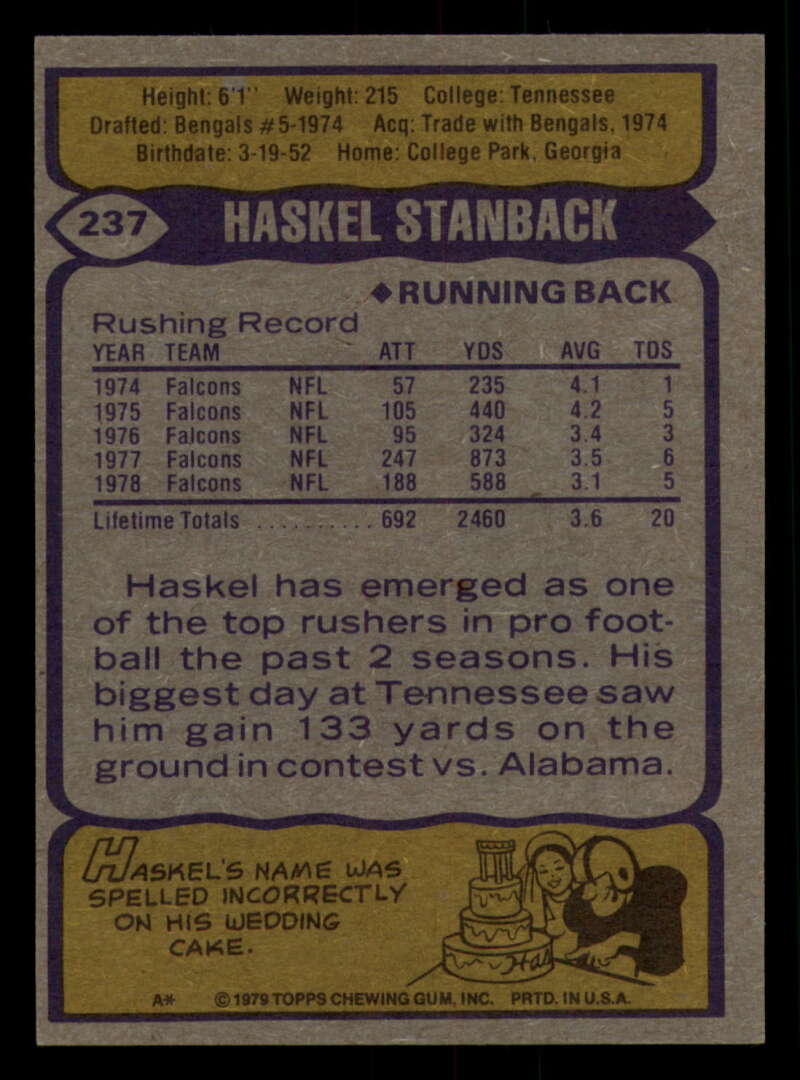 Height: 6'1" Weight: 215 College: Tennessee
Drafted: Bengals #5-1974 Acq: Trade with Bengals, 1974
Birthdate: 3-19-52 Home: College Park, Georgia
237 HASKEL STANBACK
◆RUNNING BACK
Rushing Record
YEAR TEAM ATT YDS AVG TDS
1974 Falcons NFL 57 235 4.1 1
1975 Falcons NFL 105 440 4.2 5
1976 Falcons NFL 95 324 3.4 3
1977 Falcons NFL 247 873 3.5 6
1978 Falcons NFL 188 588 3.1 5
Lifetime Totals .......... 692 2460 3.6 20
Haskel has emerged as one
of the top rushers in pro foot-
ball the past 2 seasons. His
biggest day at Tennessee saw
him gain 133 yards on the
ground in contest vs. Alabama.
HASKEL'S NAME WAS
SPELLED INCORRECTLY
ON HIS WEDDING
CAKE.
Hal
A* ©1979 TOPPS CHEWING GUM, INC. PRTD. IN U.S.A.